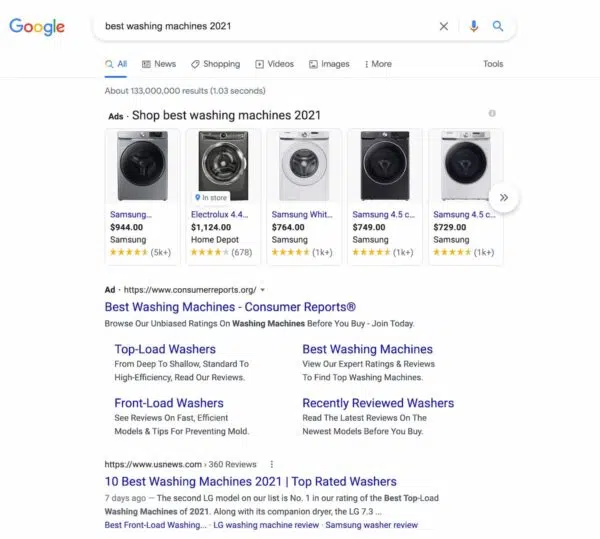 Google
best washing machines 2021
All News Shopping Videos Images More Tools
About 133,000,000 results (1.03 seconds)
Ads · Shop best washing machines 2021
In store
Samsung... Electrolux 4.4... Samsung Whit... Samsung 4.5 c... Samsung 4.5 c...
$944.00 $1,124.00 $764.00 $749.00 $729.00
Samsung Home Depot Samsung Samsung Samsung
(5k+) (678) (1k+) (1k+) (1k+)
Ad · https://www.consumerreports.org/
Best Washing Machines - Consumer Reports®
Browse Our Unbiased Ratings On Washing Machines Before You Buy - Join Today.
Top-Load Washers
From Deep To Shallow, Standard To
High-Efficiency, Read Our Reviews.
Best Washing Machines
View Our Expert Ratings & Reviews
To Find Top Washing Machines.
Front-Load Washers
See Reviews On Fast, Efficient
Models & Tips For Preventing Mold.
Recently Reviewed Washers
Read The Latest Reviews On The
Newest Models Before You Buy.
https://www.usnews.com › 360 Reviews
10 Best Washing Machines 2021 | Top Rated Washers
7 days ago — The second LG model on our list is No. 1 in our rating of the Best Top-Load
Washing Machines of 2021. Along with its companion dryer, the LG 7.3 ...
Best Front-Load Washing... · LG washing machine review · Samsung washer review